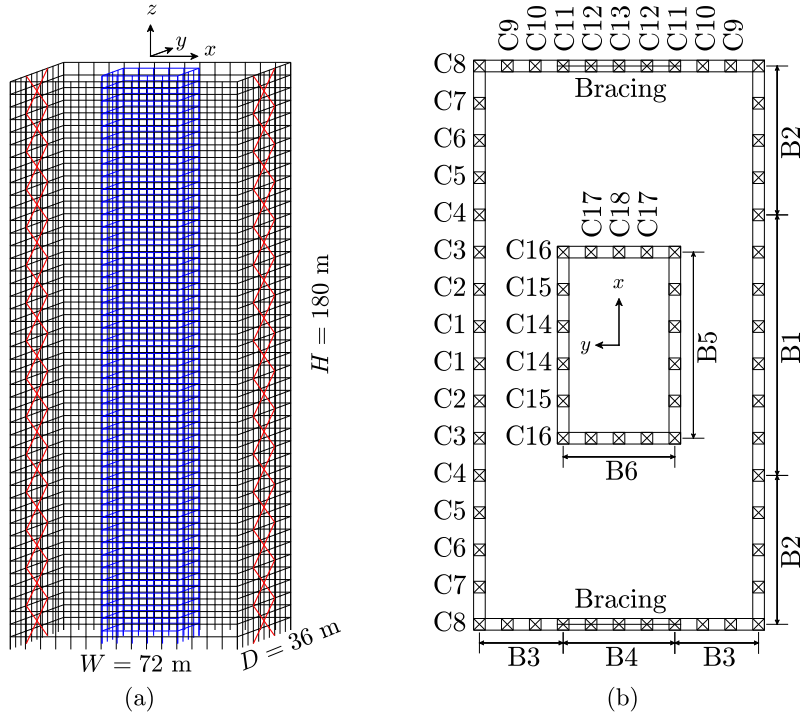 z
y
x
H = 180 m
W = 72 m
D = 36 m
(a)
C9 C10 C11 C12 C13 C12 C11 C10 C9
C8
Bracing
C7
C6
C5
C4
C3
C2
C1
C1
C2
C3
C4
C5
C6
C7
C8
C17 C18 C17
C16
C15
C14
C14
C15
C16
x
y
B5
B6
B2
B1
B2
Bracing
B3 B4 B3
(b)